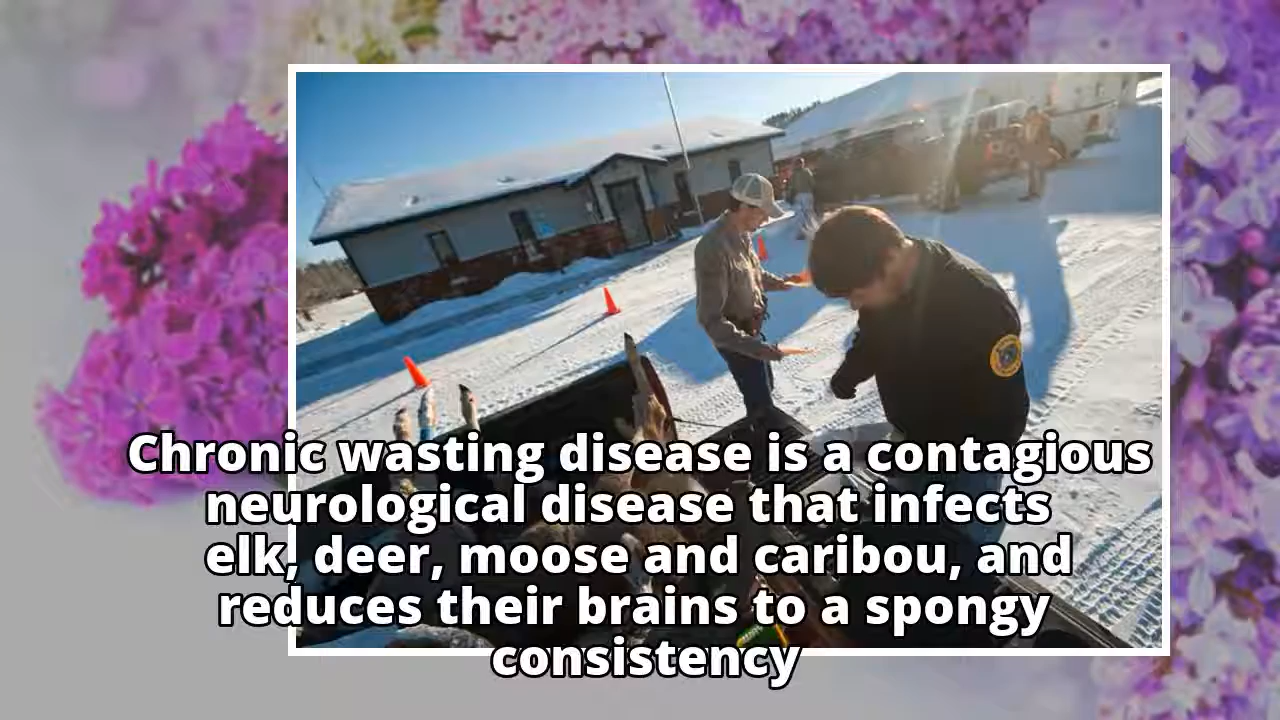 Chronic wasting disease is a contagious
neurological disease that infects
elk, deer, moose and caribou, and
reduces their brains to a spongy
consistency